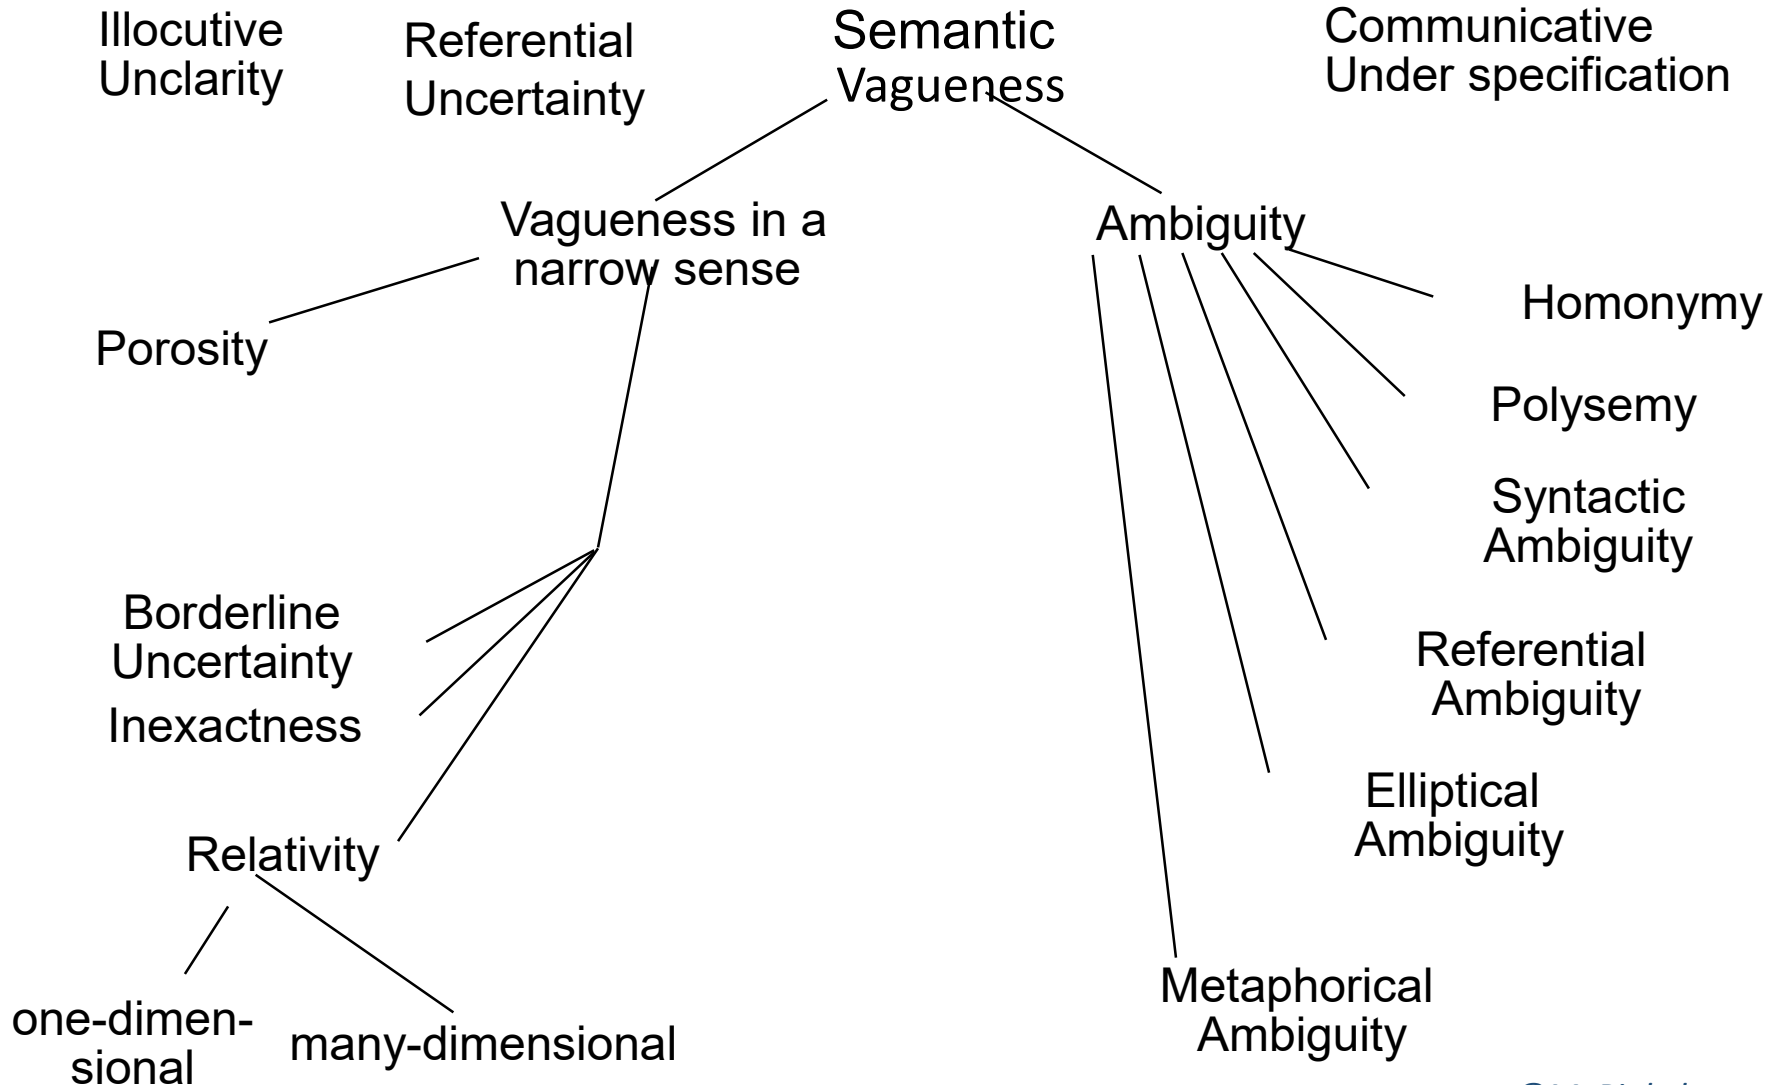 Illocutive
Unclarity
Referential
Uncertainty
Semantic
Vagueness
Communicative
Under specification
Vagueness in a
narrow sense
Ambiguity
Porosity
Homonymy
Polysemy
Syntactic
Ambiguity
Borderline
Uncertainty
Inexactness
Referential
Ambiguity
Elliptical
Ambiguity
Relativity
Metaphorical
Ambiguity
one-dimen-
sional
many-dimensional